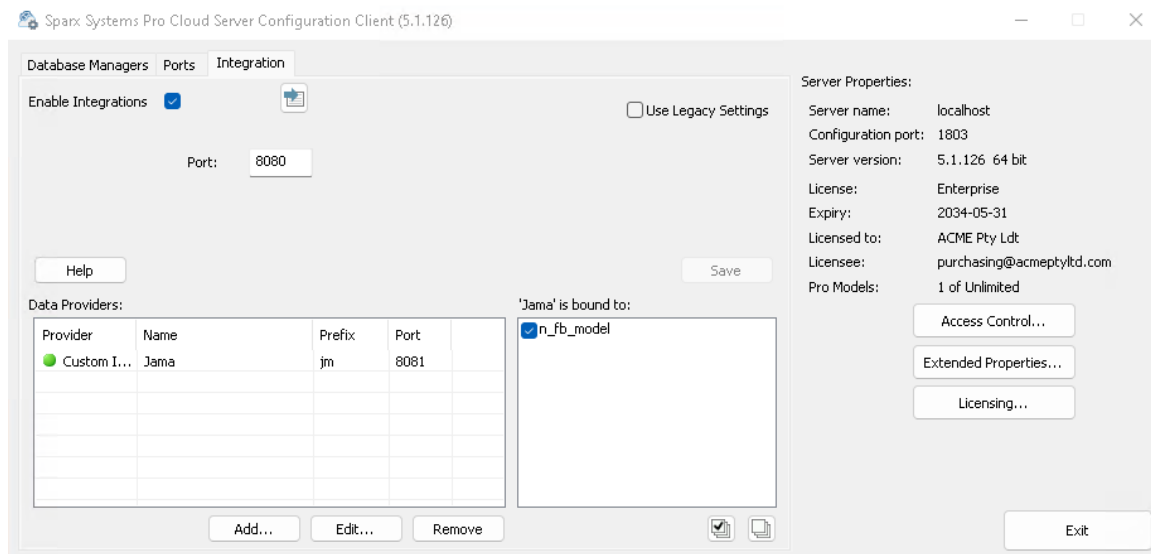 Sparx Systems Pro Cloud Server Configuration Client (5.1.126)
Database Managers Ports Integration
Enable Integrations
Use Legacy Settings
Port: 8080
Help
Save
Data Providers:
Provider Name Prefix Port
Custom I... Jama jm 8081
'Jama' is bound to:
n_fb_model
Add... Edit... Remove
Server Properties:
Server name: localhost
Configuration port: 1803
Server version: 5.1.126 64 bit
License: Enterprise
Expiry: 2034-05-31
Licensed to: ACME Pty Ldt
Licensee: purchasing@acmeptyltd.com
Pro Models: 1 of Unlimited
Access Control...
Extended Properties...
Licensing...
Exit